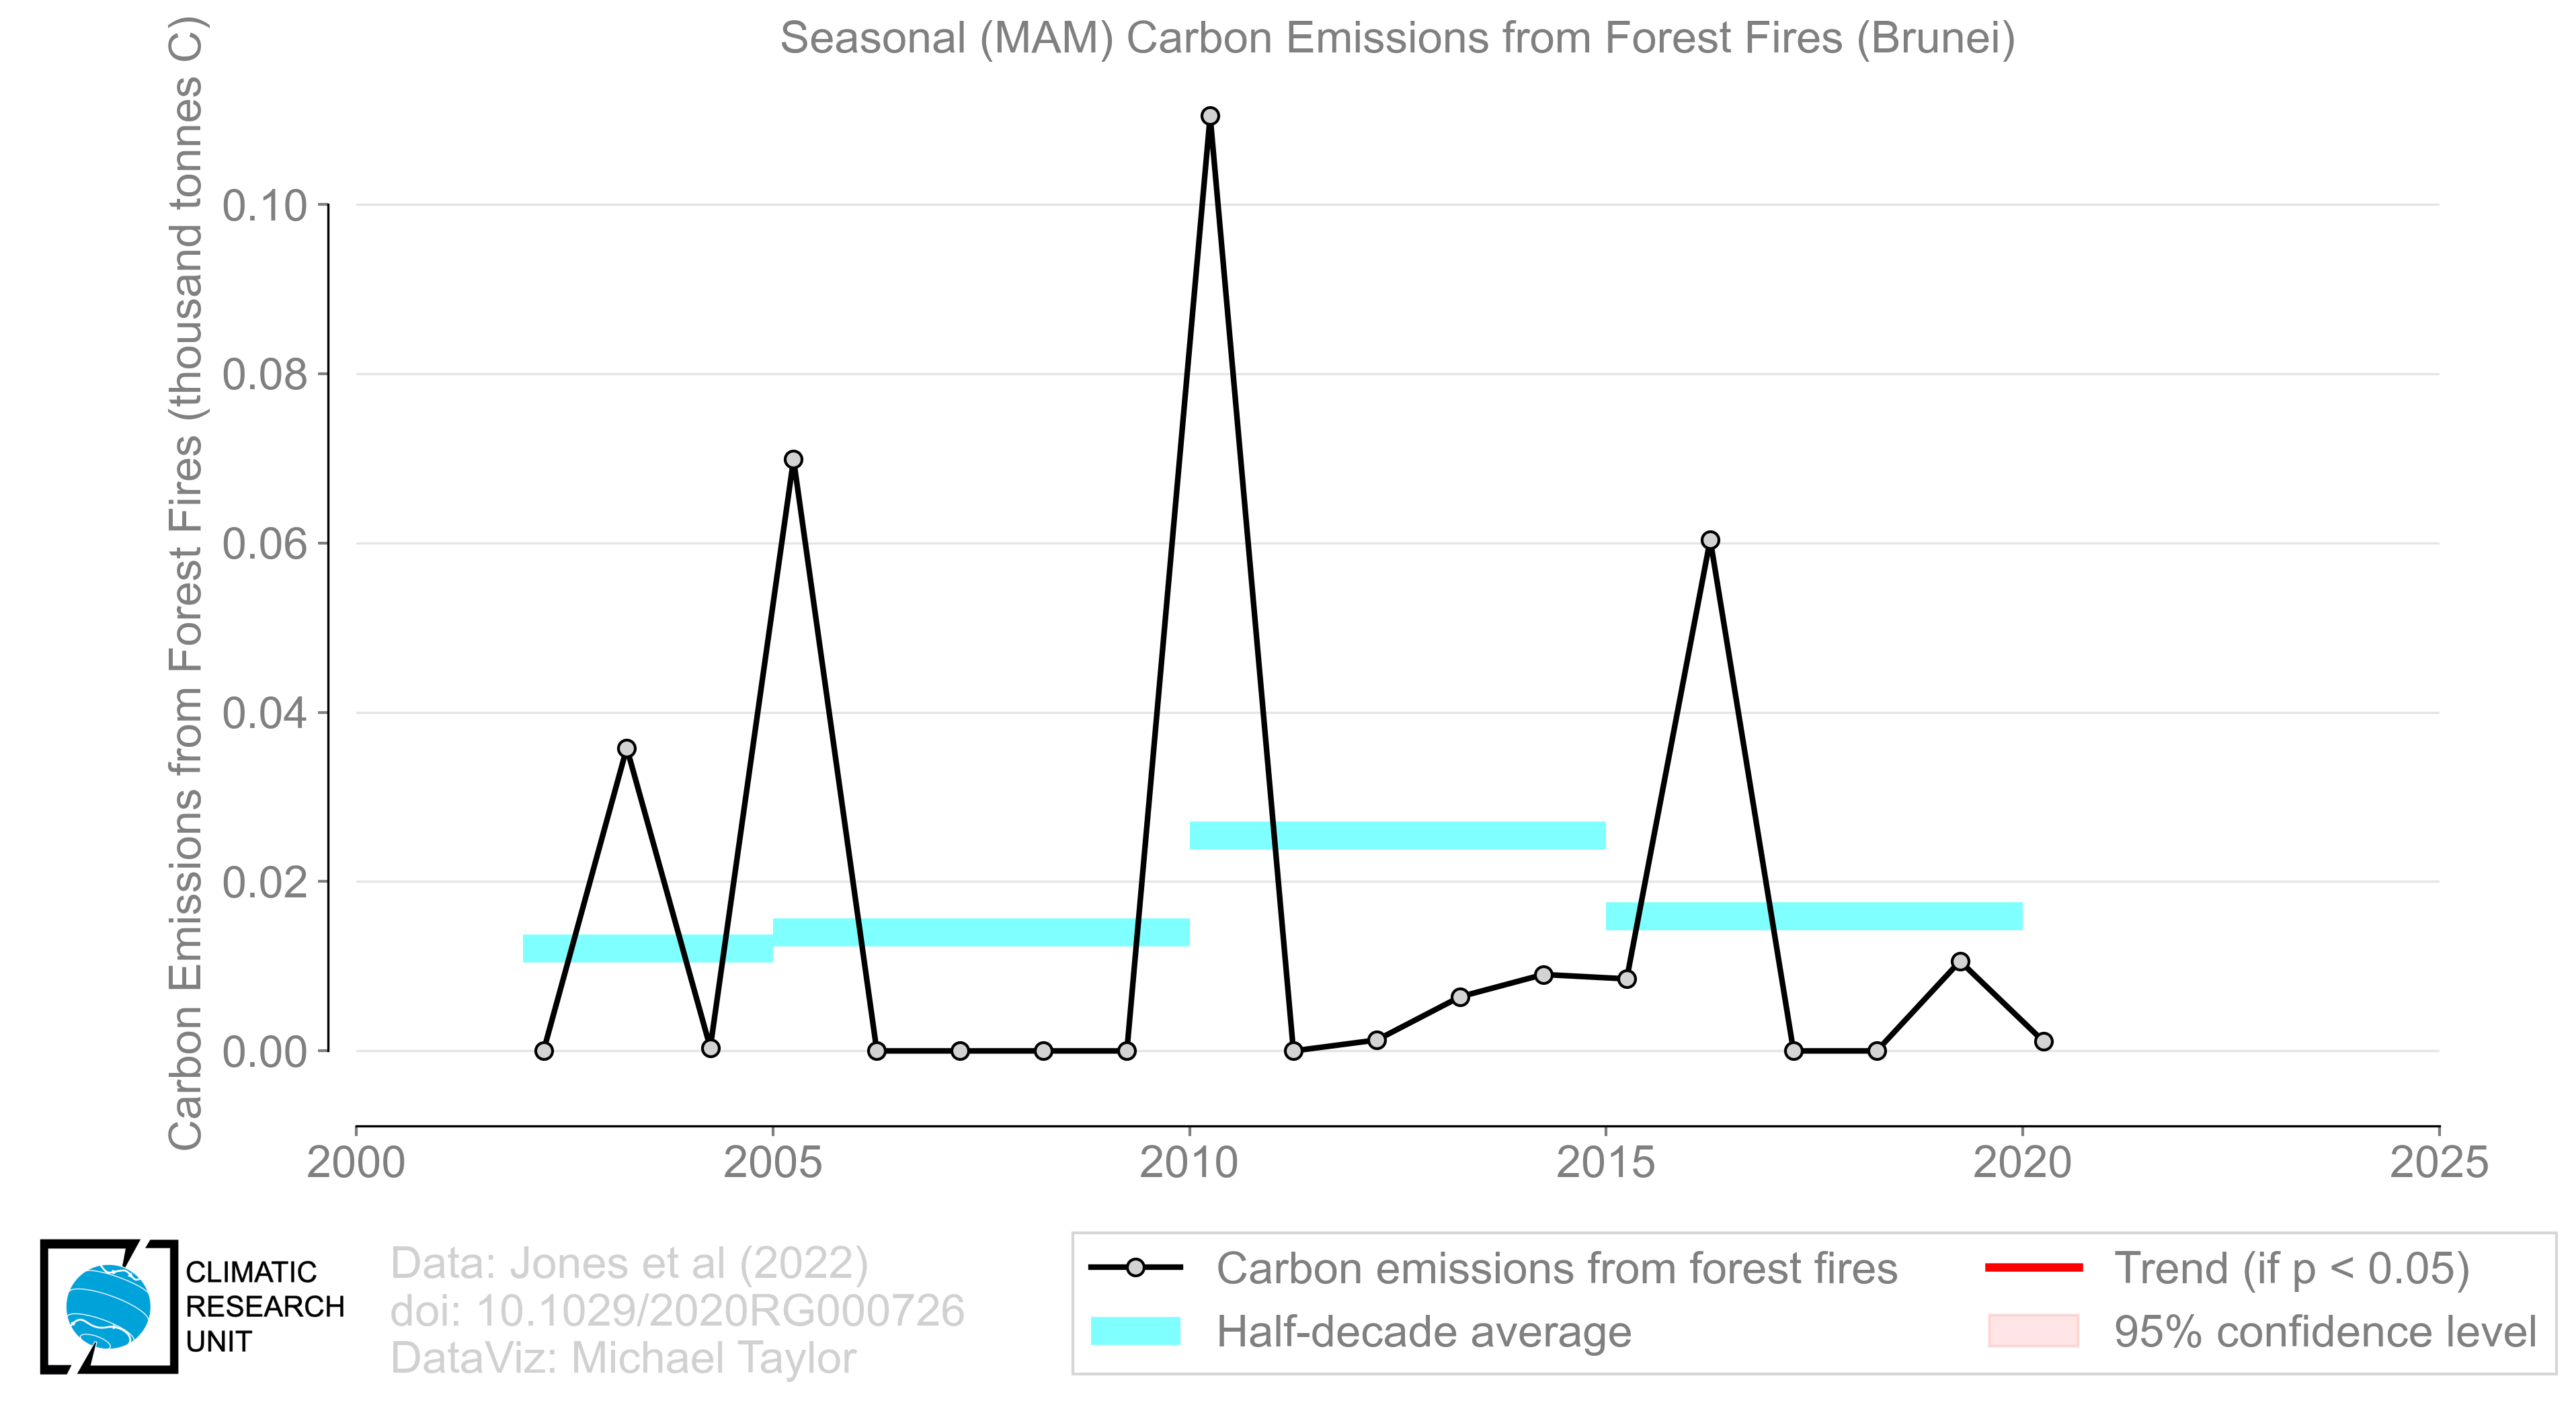 Seasonal (MAM) Carbon Emissions from Forest Fires (Brunei)
Carbon Emissions from Forest Fires (thousand tonnes C)
0.10
0.08
0.06
0.04
0.02
0.00
2000 2005 2010 2015 2020 2025
CLIMATIC
RESEARCH
UNIT
Data: Jones et al (2022)
doi: 10.1029/2020RG000726
DataViz: Michael Taylor
Carbon emissions from forest fires
Half-decade average
Trend (if p < 0.05)
95% confidence level